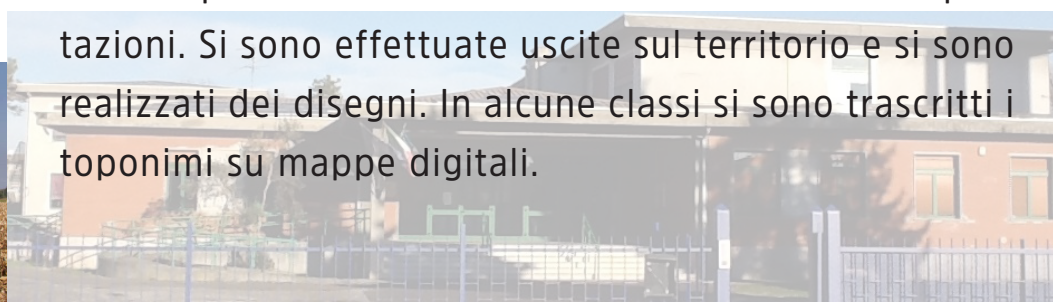 tazioni. Si sono effettuate uscite sul territorio e si sono
realizzati dei disegni. In alcune classi si sono trascritti i
toponimi su mappe digitali.